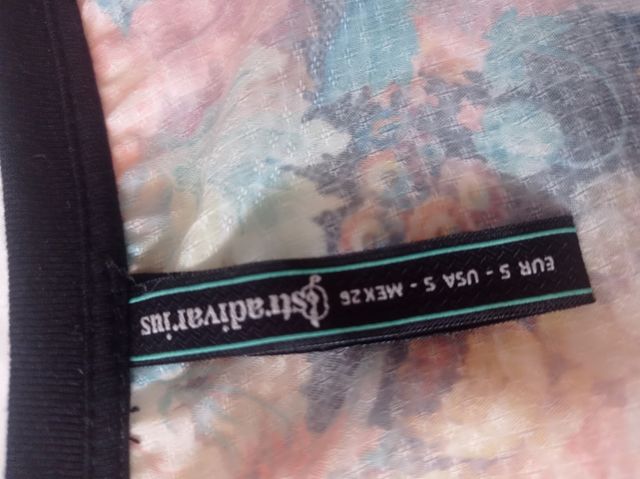 Stradivarius
EUR S - USA S - MEX 26